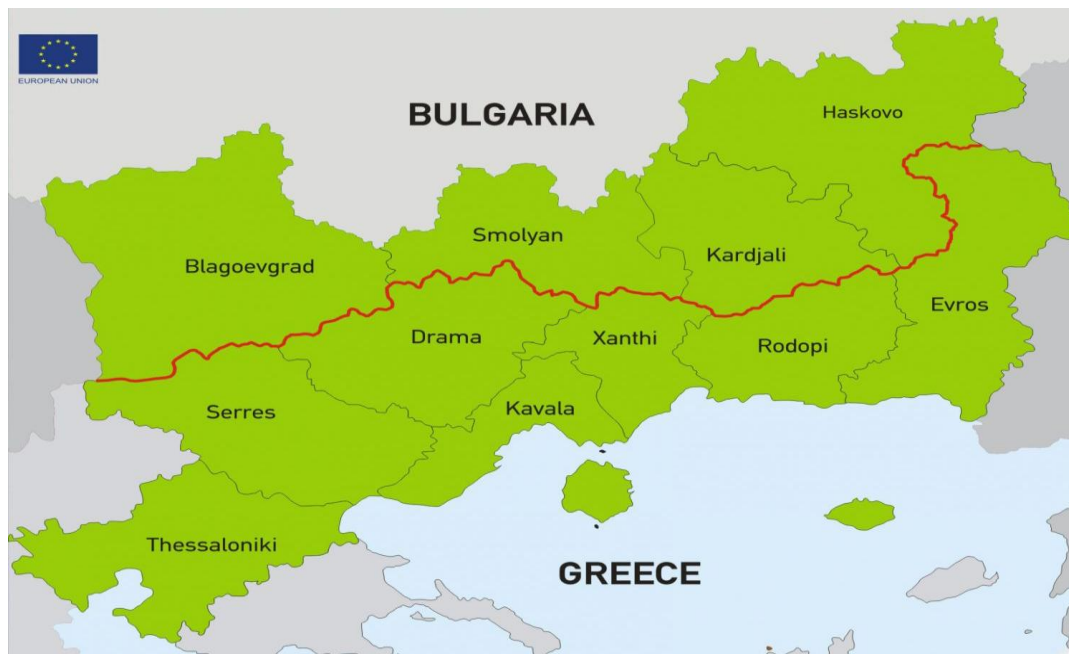 EUROPEAN UNION
BULGARIA
Haskovo
Smolyan
Blagoevgrad
Kardjali
Evros
Drama
Xanthi
Rodopi
Serres
Kavala
Thessaloniki
GREECE